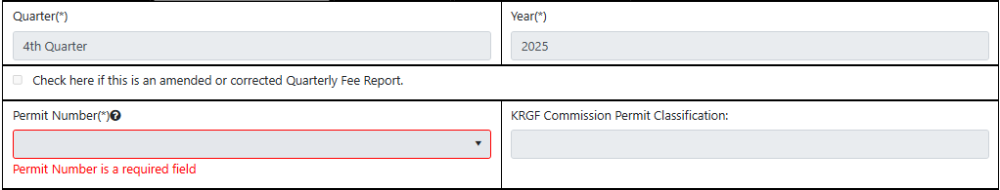 Quarter(*)
Year(*)
4th Quarter
2025
Check here if this is an amended or corrected Quarterly Fee Report.
Permit Number(*)?
KRGF Commission Permit Classification:
Permit Number is a required field